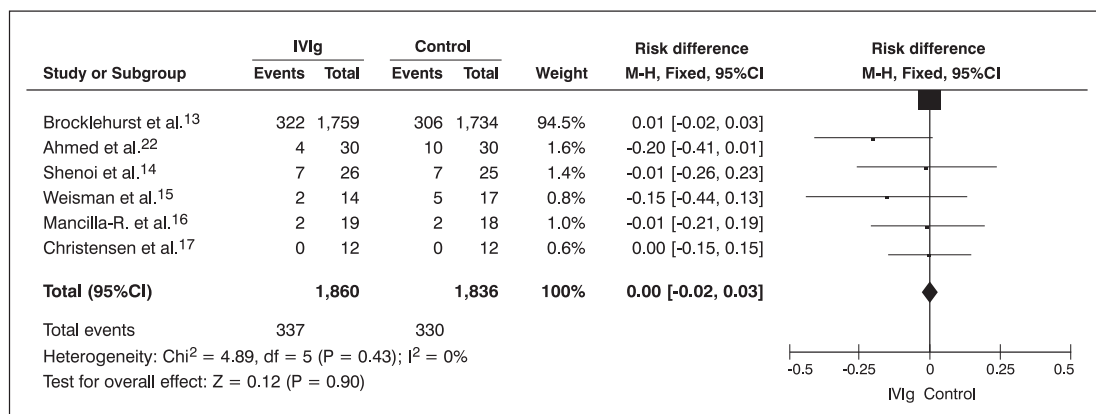 IVIg Control Risk difference Risk difference
Study or Subgroup Events Total Events Total Weight M-H, Fixed, 95%CI M-H, Fixed, 95%CI
Brocklehurst et al.13 322 1,759 306 1,734 94.5% 0.01 [-0.02, 0.03]
Ahmed et al.22 4 30 10 30 1.6% -0.20 [-0.41, 0.01]
Shenoi et al.14 7 26 7 25 1.4% -0.01 [-0.26, 0.23]
Weisman et al.15 2 14 5 17 0.8% -0.15 [-0.44, 0.13]
Mancilla-R. et al.16 2 19 2 18 1.0% -0.01 [-0.21, 0.19]
Christensen et al.17 0 12 0 12 0.6% 0.00 [-0.15, 0.15]
Total (95%CI) 1,860 1,836 100% 0.00 [-0.02, 0.03]
Total events 337 330
Heterogeneity: Chi2 = 4.89, df = 5 (P = 0.43); I2 = 0%
Test for overall effect: Z = 0.12 (P = 0.90)
-0.5 -0.25 0 0.25 0.5
IVIg Control